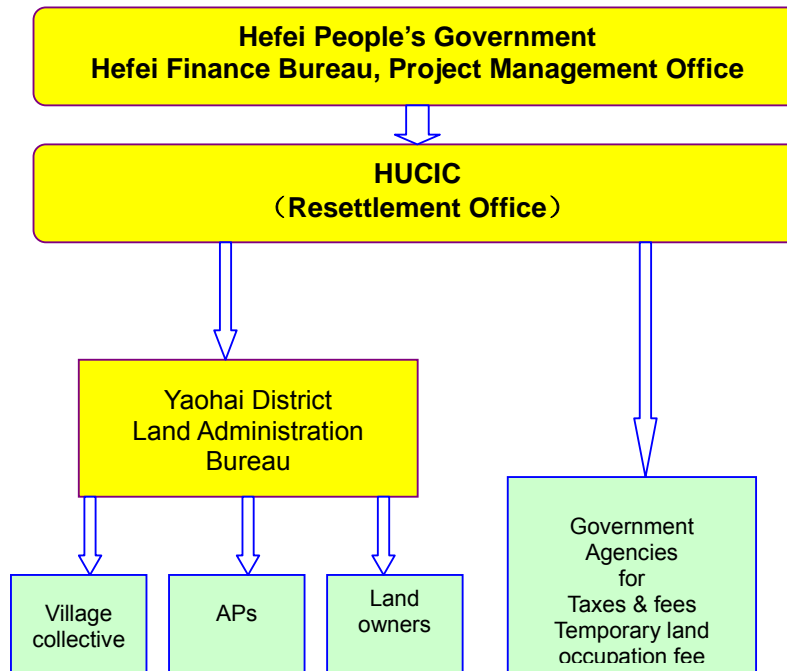 Hefei People’s Government
Hefei Finance Bureau, Project Management Office
HUCIC
（Resettlement Office）
Yaohai District
Land Administration
Bureau
Village
collective
APs
Land
owners
Government
Agencies
for
Taxes & fees
Temporary land
occupation fee